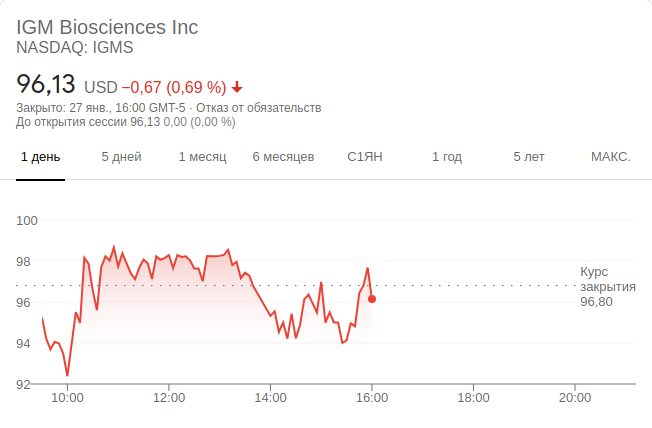 IGM Biosciences Inc
NASDAQ: IGMS
96,13 USD −0,67 (0,69 %)
Закрыто: 27 янв., 16:00 GMT-5 · Отказ от обязательств
До открытия сессии 96,13 0,00 (0,00 %)
1 день 5 дней 1 месяц 6 месяцев С1ЯН 1 год 5 лет МАКС.
100
98
Курс
закрытия
96 96,80
94
92
10:00 12:00 14:00 16:00 18:00 20:00